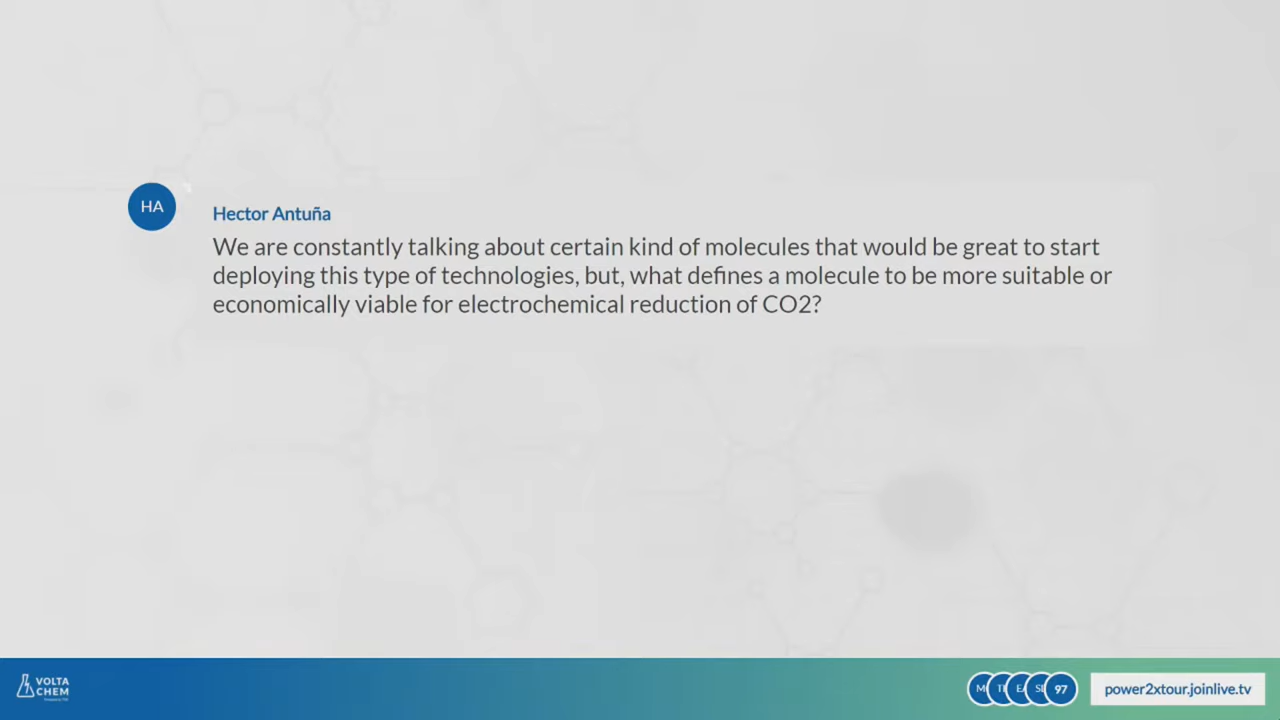 HA
Hector Antuña
We are constantly talking about certain kind of molecules that would be great to start
deploying this type of technologies, but, what defines a molecule to be more suitable or
economically viable for electrochemical reduction of CO2?
VOLTA
CHEM
97
power2xtour.joinlive.tv